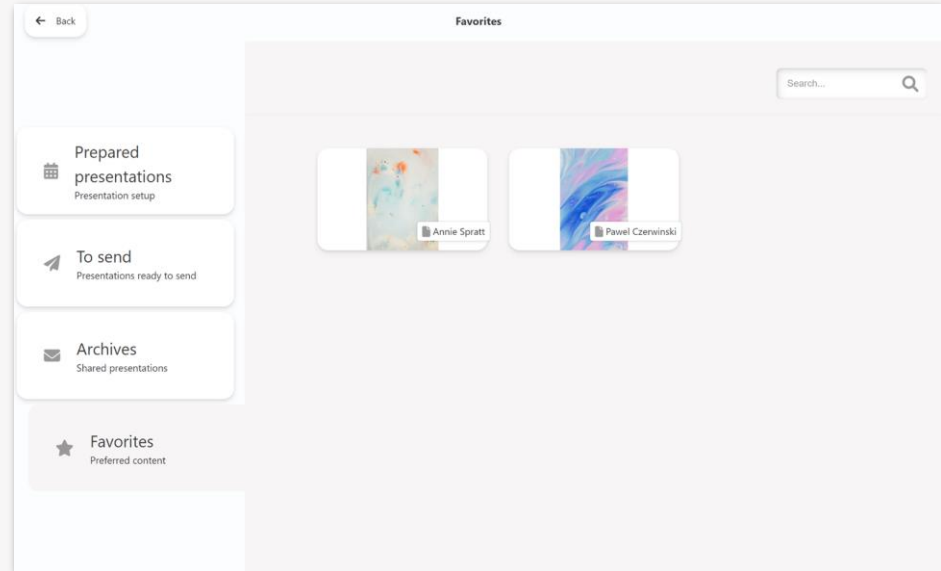 Back
Favorites
Search...
Prepared
presentations
Presentation setup
To send
Presentations ready to send
Archives
Shared presentations
Favorites
Preferred content
Annie Spratt
Pawel Czerwinski